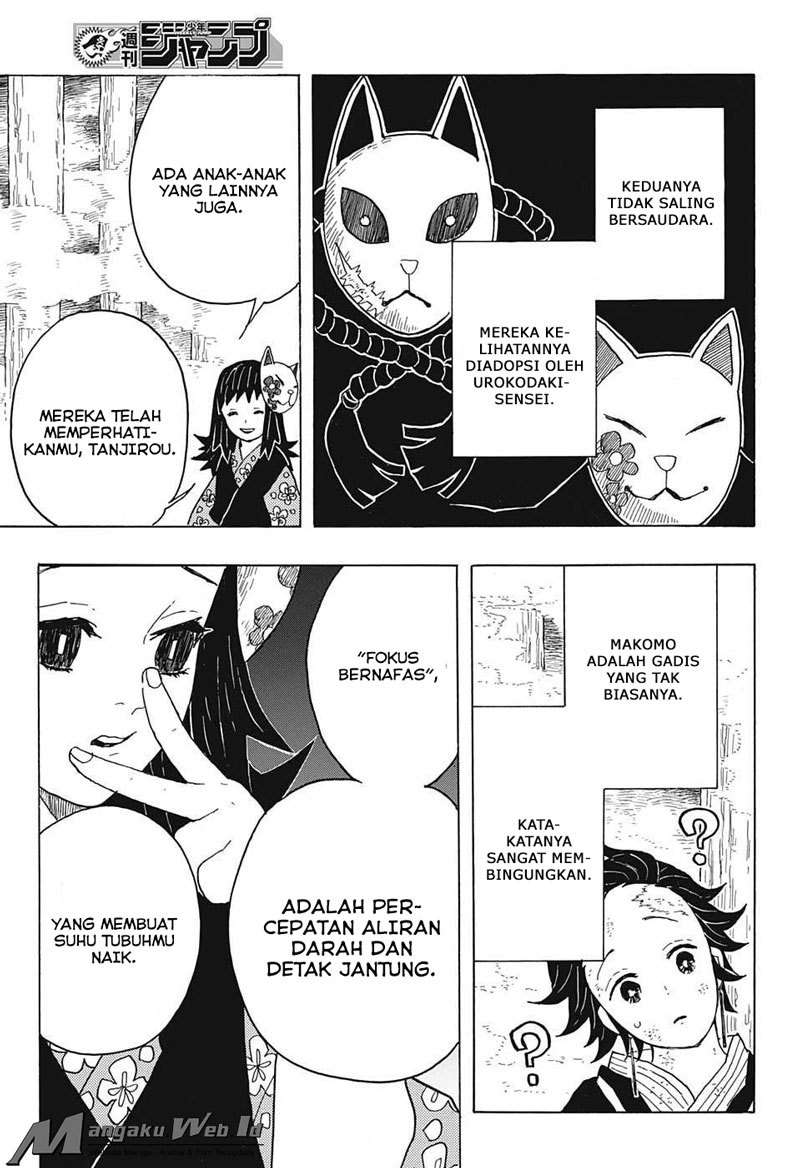 週刊
少年
ジャンプ
KEDUANYA
TIDAK SALING
BERSAUDARA.
MEREKA KE-
LIHATANNYA
DIADOPSI OLEH
UROKODAKI-
SENSEI.
ADA ANAK-ANAK
YANG LAINNYA
JUGA.
MEREKA TELAH
MEMPERHATI-
KANMU, TANJIROU.
MAKOMO
ADALAH GADIS
YANG TAK
BIASANYA.
KATA-
KATANYA
SANGAT MEM-
BINGUNGKAN.
?
?
"FOKUS
BERNAFAS",
ADALAH PER-
CEPATAN ALIRAN
DARAH DAN
DETAK JANTUNG.
YANG MEMBUAT
SUHU TUBUHMU
NAIK.
Mangaku Web Id